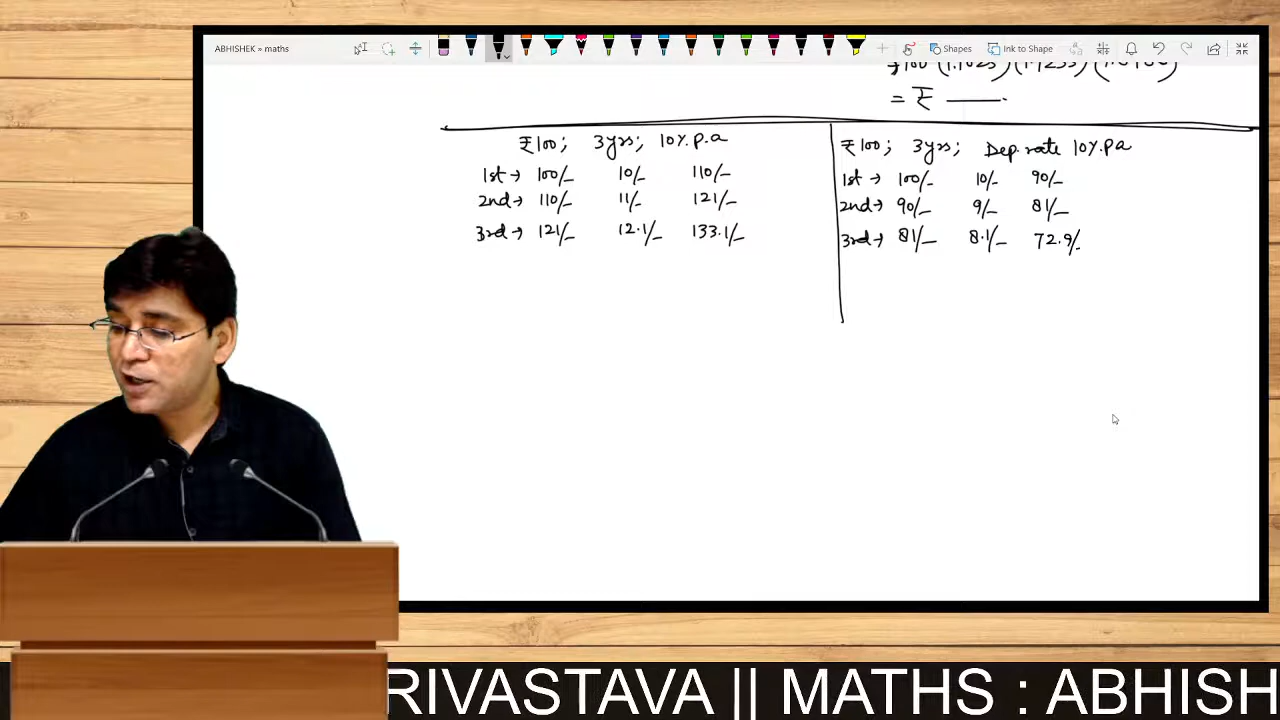 ABHISHEK » maths
Shapes
Ink to Shape
= ₹ ——.
₹100; 3yrs; 10%.p.a
1st → 100/- 10/- 110/-
2nd → 110/- 11/- 121/-
3rd → 121/- 12.1/- 133.1/-
₹100; 3yrs; Dep. rate 10%.pa
1st → 100/- 10/- 90/-
2nd → 90/- 9/- 81/-
3rd → 81/- 8.1/- 72.9/-
RIVASTAVA || MATHS : ABHISH